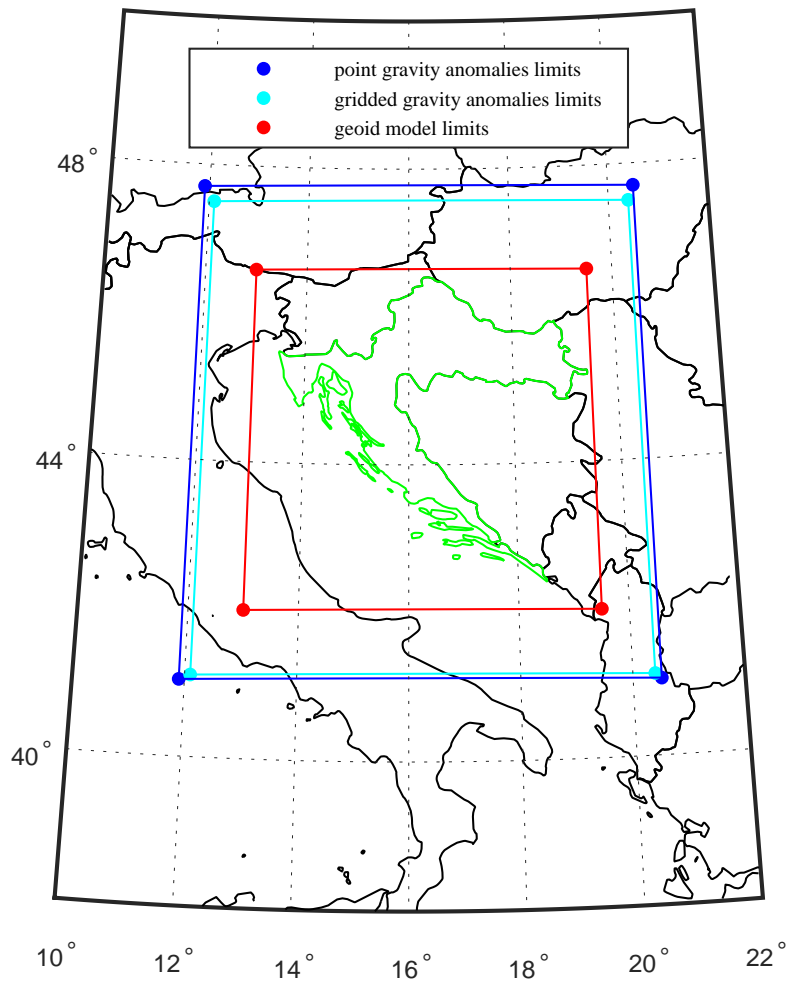 point gravity anomalies limits
gridded gravity anomalies limits
geoid model limits
48°
44°
40°
10° 12° 14° 16° 18° 20° 22°